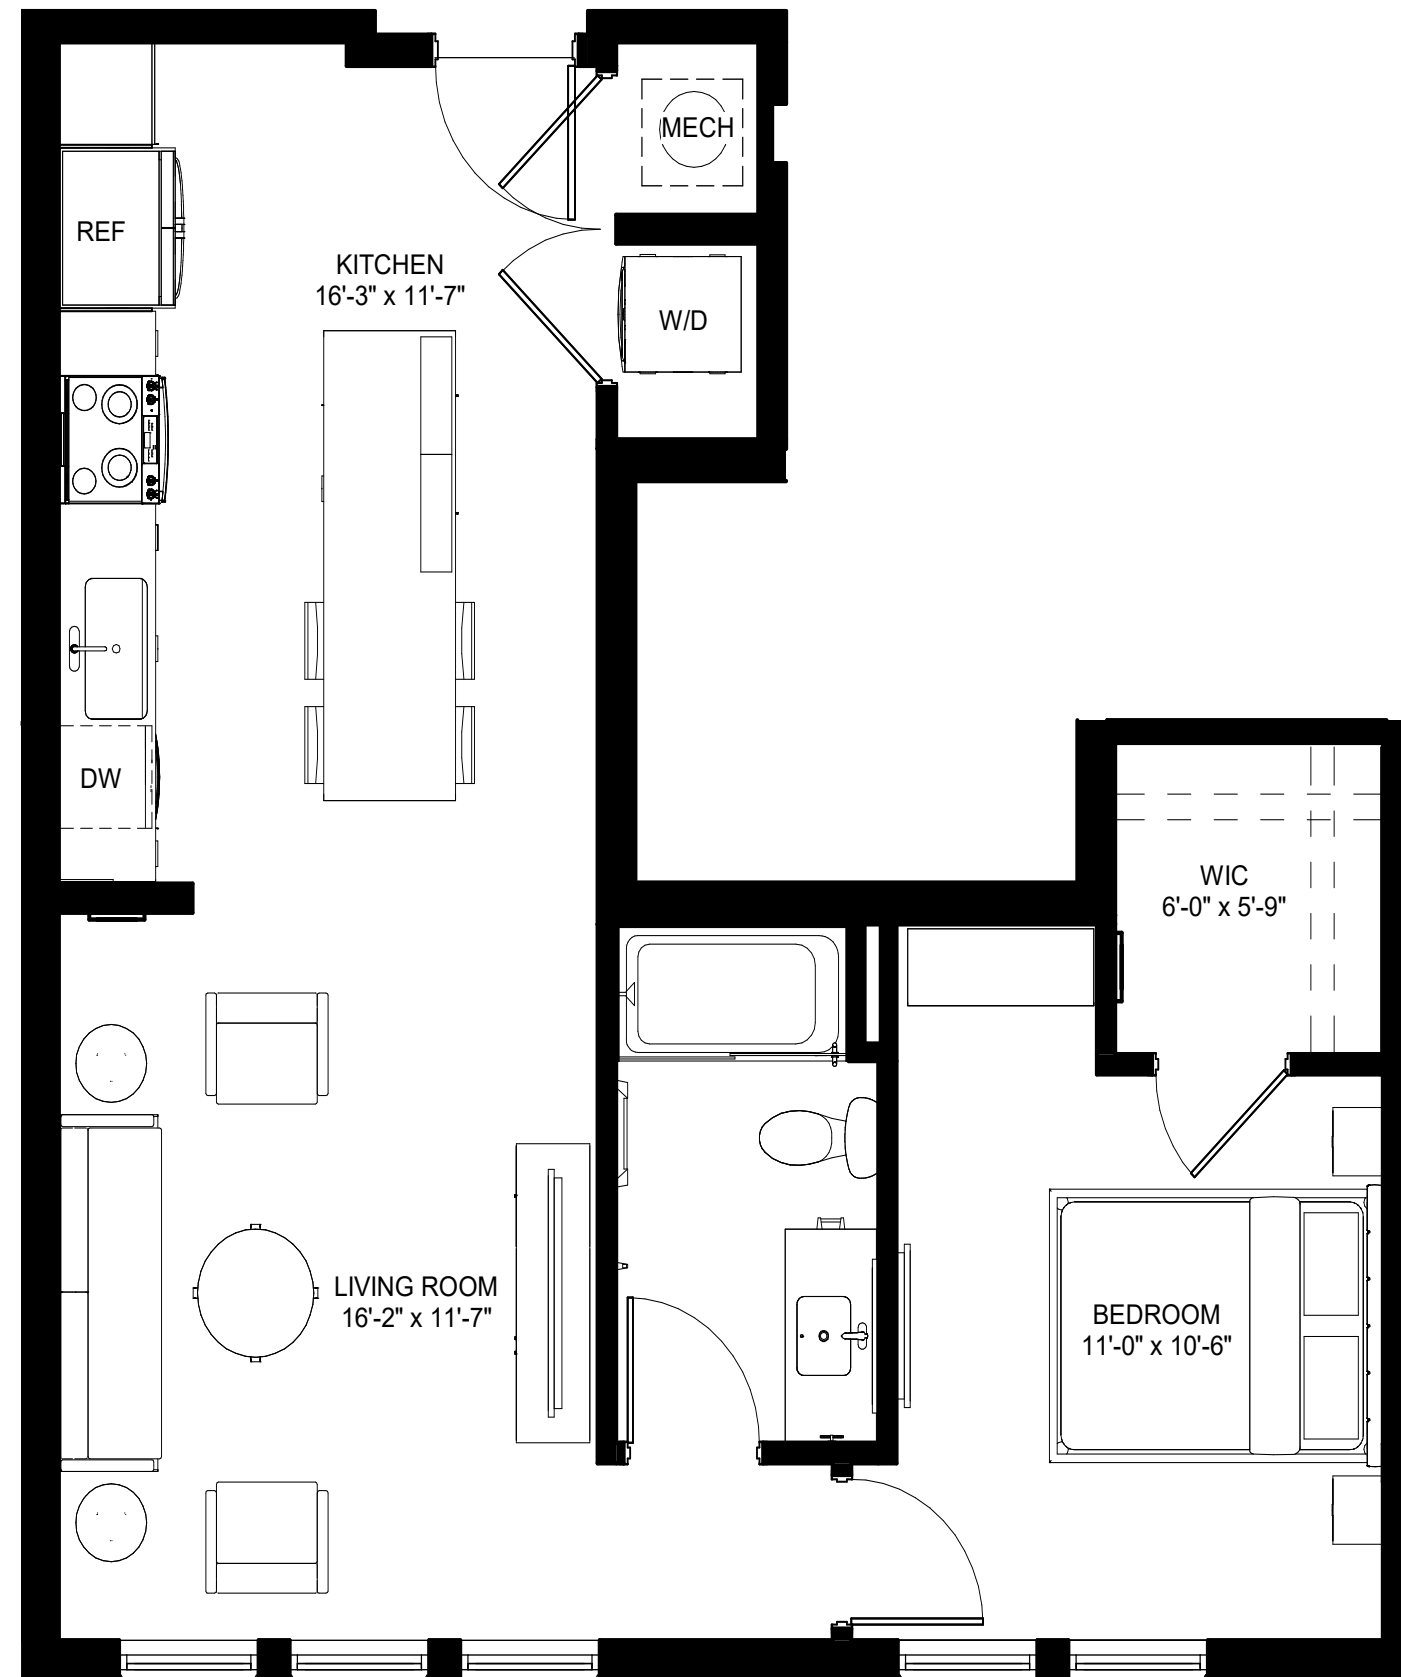 MECH
REF
KITCHEN
16'-3" x 11'-7"
W/D
DW
WIC
6'-0" x 5'-9"
LIVING ROOM
16'-2" x 11'-7"
BEDROOM
11'-0" x 10'-6"